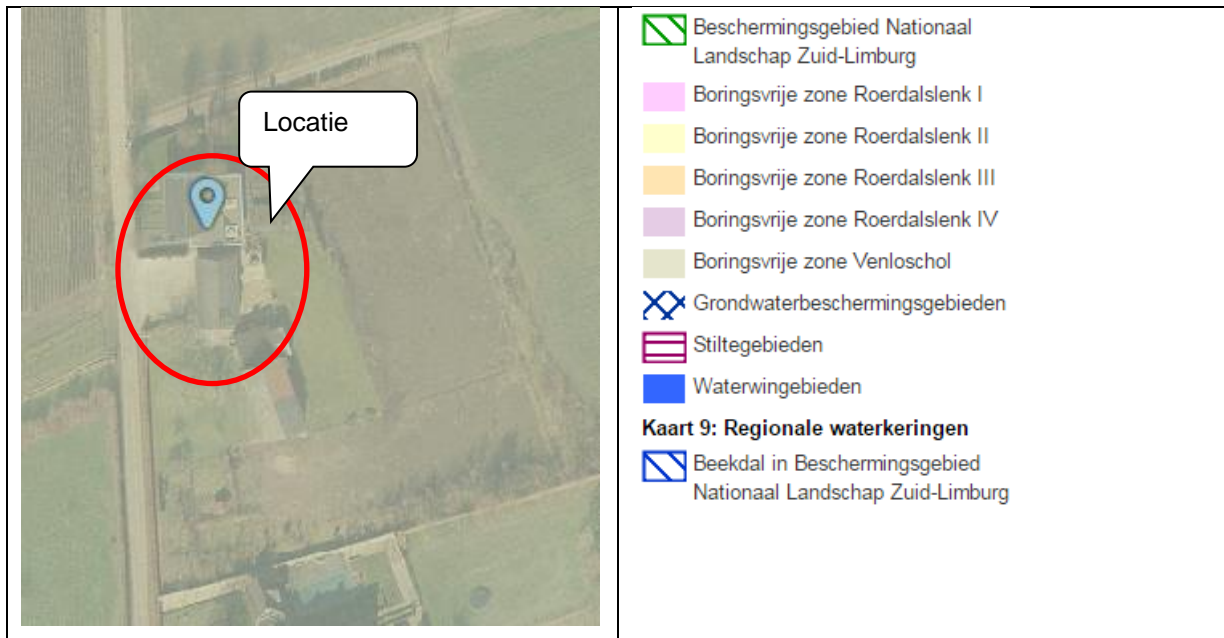 Locatie
Beschermingsgebied Nationaal
Landschap Zuid-Limburg
Boringsvrije zone Roerdalslenk I
Boringsvrije zone Roerdalslenk II
Boringsvrije zone Roerdalslenk III
Boringsvrije zone Roerdalslenk IV
Boringsvrije zone Venloschol
Grondwaterbeschermingsgebieden
Stiltegebieden
Waterwingebieden
Kaart 9: Regionale waterkeringen
Beekdal in Beschermingsgebied
Nationaal Landschap Zuid-Limburg